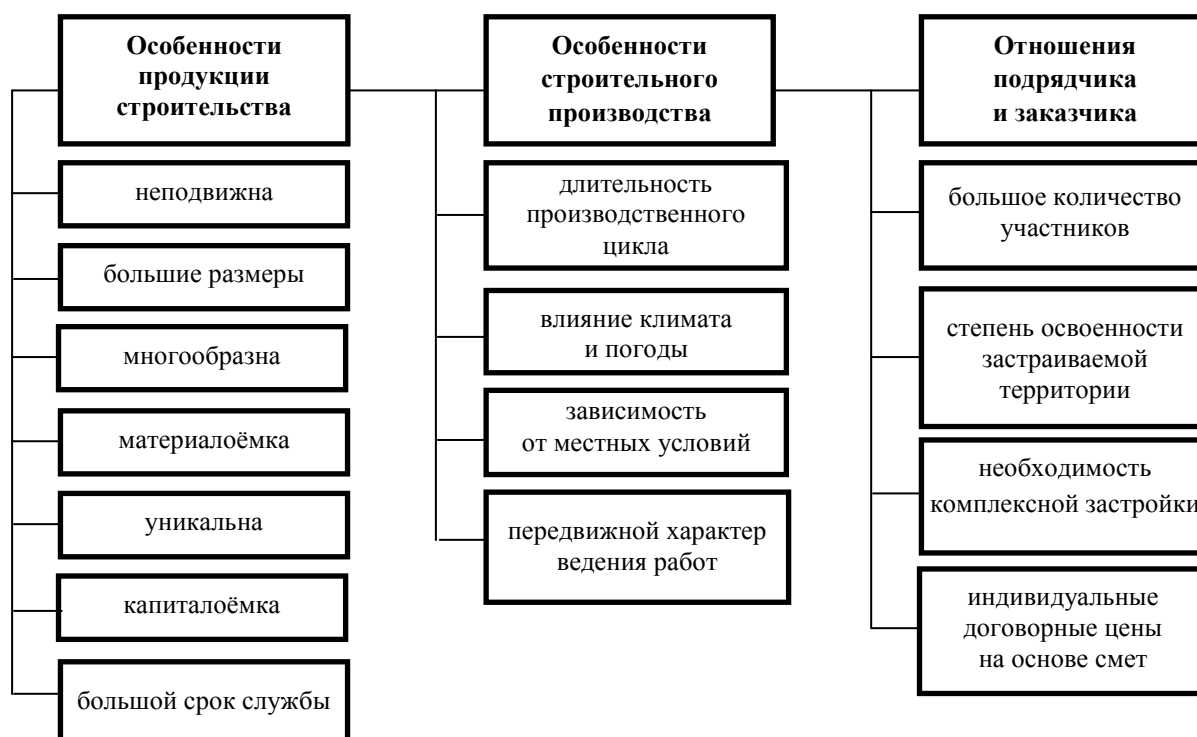 Особенности
продукции
строительства
неподвижна
большие размеры
многообразна
материалоёмка
уникальна
капиталоёмка
большой срок службы
Особенности
строительного
производства
длительность
производственного
цикла
влияние климата
и погоды
зависимость
от местных условий
передвижной характер
ведения работ
Отношения
подрядчика
и заказчика
большое количество
участников
степень освоенности
застраиваемой
территории
необходимость
комплексной застройки
индивидуальные
договорные цены
на основе смет